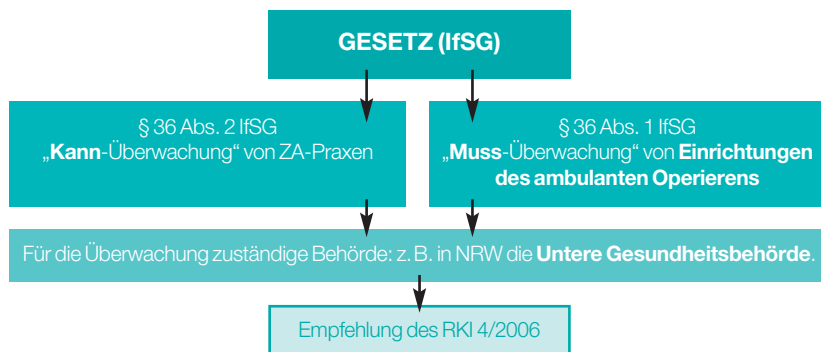 GESETZ (IfSG)
§ 36 Abs. 2 IfSG
„Kann-Überwachung“ von ZA-Praxen
§ 36 Abs. 1 IfSG
„Muss-Überwachung“ von Einrichtungen
des ambulanten Operierens
Für die Überwachung zuständige Behörde: z. B. in NRW die Untere Gesundheitsbehörde.
Empfehlung des RKI 4/2006